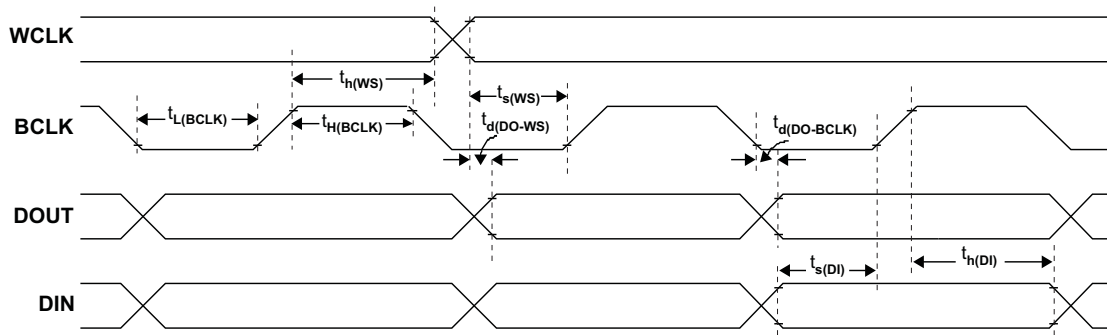 WCLK
t_h(WS)
t_s(WS)
BCLK
t_L(BCLK)
t_H(BCLK)
t_d(DO-WS)
t_d(DO-BCLK)
DOUT
t_s(DI)
t_h(DI)
DIN